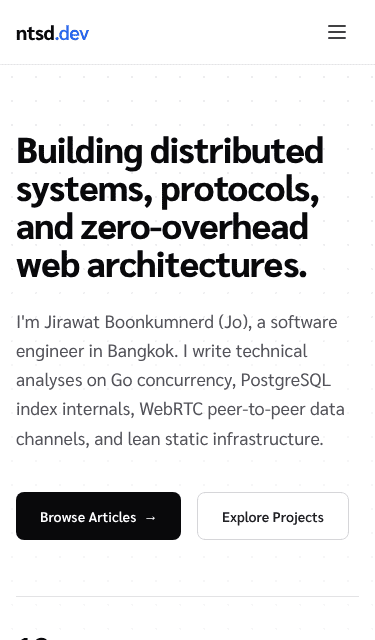 ntsd.dev
Building distributed
systems, protocols,
and zero-overhead
web architectures.
I'm Jirawat Boonkumnerd (Jo), a software
engineer in Bangkok. I write technical
analyses on Go concurrency, PostgreSQL
index internals, WebRTC peer-to-peer data
channels, and lean static infrastructure.
Browse Articles → Explore Projects